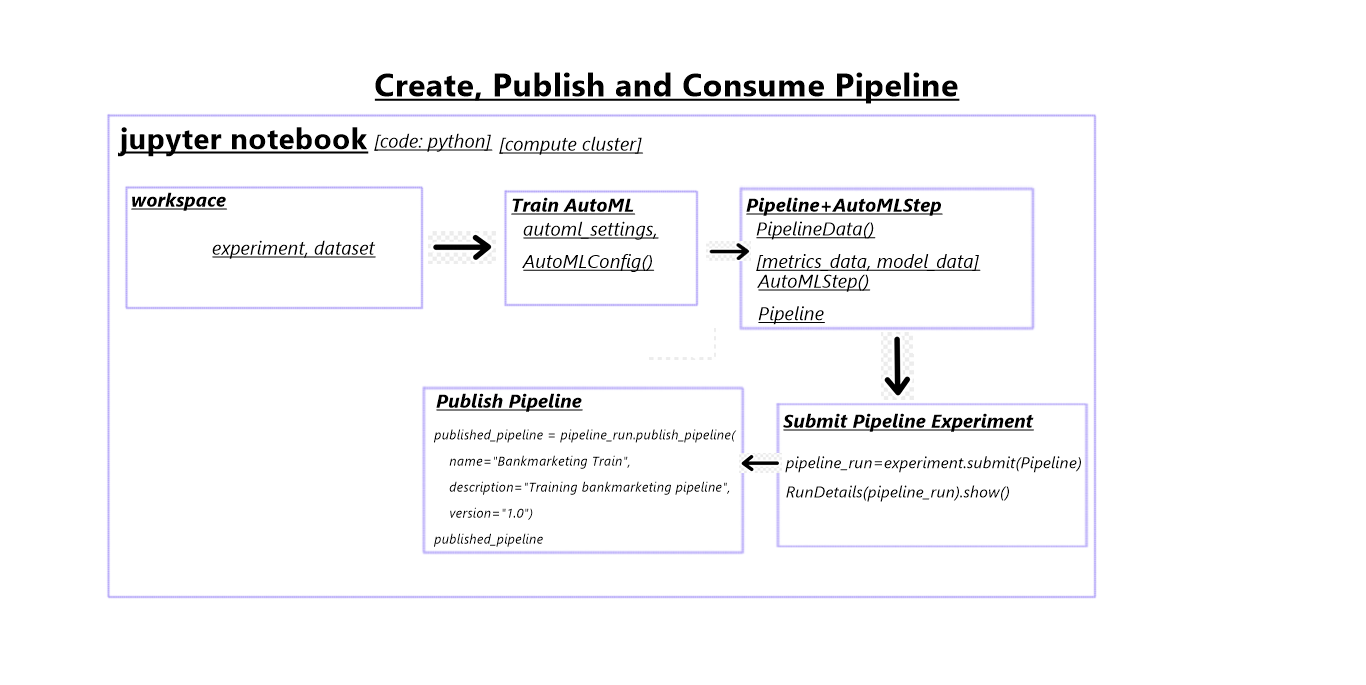 Create, Publish and Consume Pipeline
jupyter notebook [code: python] [compute cluster]
workspace
experiment, dataset
Train AutoML
automl_settings,
AutoMLConfig()
Pipeline+AutoMLStep
PipelineData()
[metrics_data, model_data]
AutoMLStep()
Pipeline
Submit Pipeline Experiment
pipeline_run=experiment.submit(Pipeline)
RunDetails(pipeline_run).show()
Publish Pipeline
published_pipeline = pipeline_run.publish_pipeline(
name="Bankmarketing Train",
description="Training bankmarketing pipeline",
version="1.0")
published_pipeline